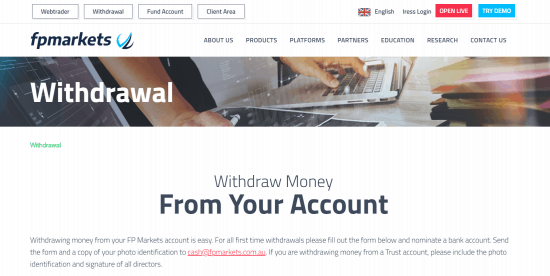 Webtrader Withdrawal Fund Account Client Area English Iress Login OPEN LIVE TRY DEMO
fpmarkets ABOUT US PRODUCTS PLATFORMS PARTNERS EDUCATION RESEARCH CONTACT US
Withdrawal
Withdrawal
Withdraw Money
From Your Account
Withdrawing money from your FP Markets account is easy. For all first time withdrawals please fill out the form below and nominate a bank account. Send
the form and a copy of your photo identification to cash@fpmarkets.com.au. If you are withdrawing money from a Trust account, please include the photo
identification and signature of all directors.